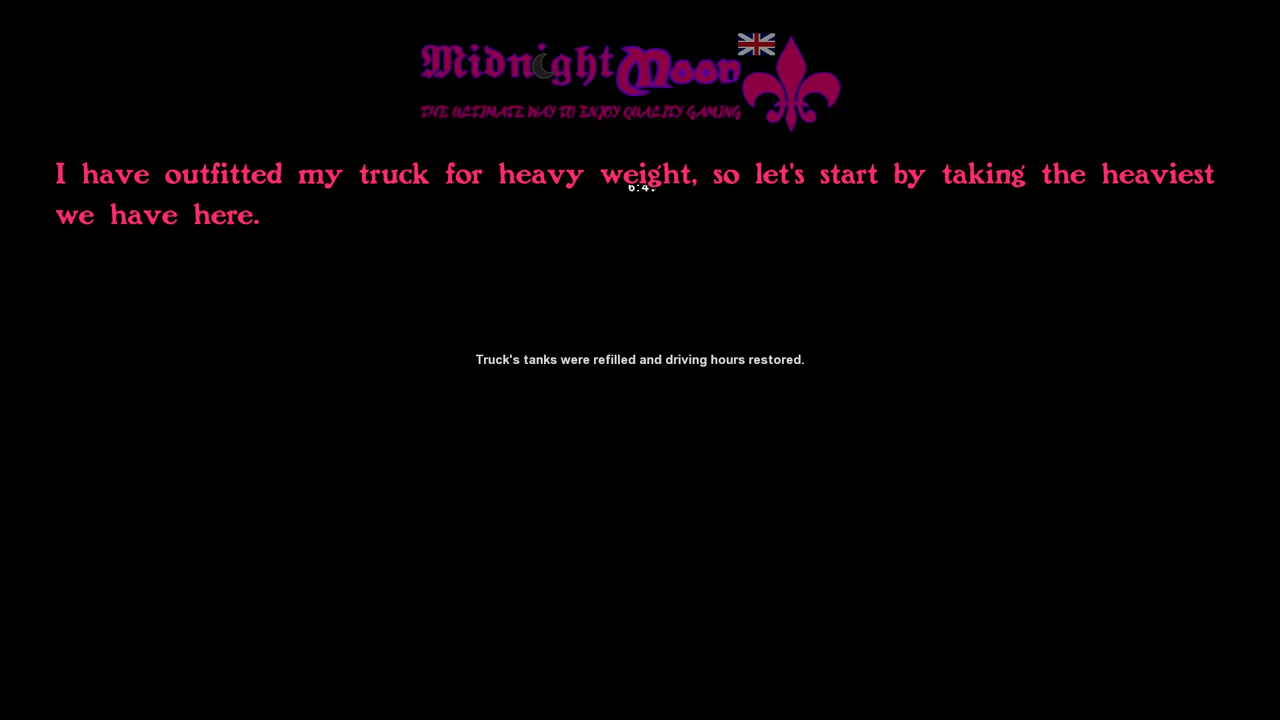 Midnight Moon
THE ULTIMATE WAY TO ENJOY QUALITY GAMING
I have outfitted my truck for heavy weight, so let's start by taking the heaviest
we have here.
Truck's tanks were refilled and driving hours restored.